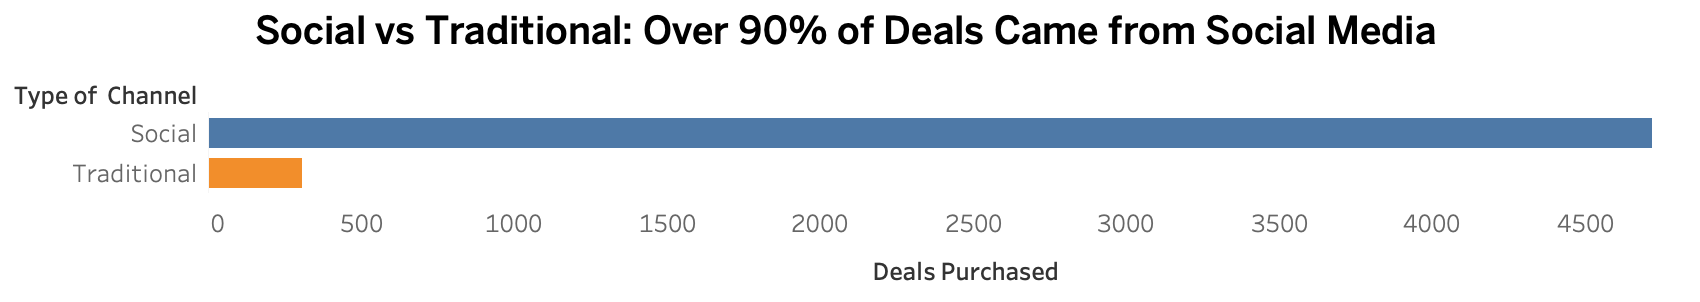 Social vs Traditional: Over 90% of Deals Came from Social Media
Type of Channel
Social
Traditional
0 500 1000 1500 2000 2500 3000 3500 4000 4500
Deals Purchased